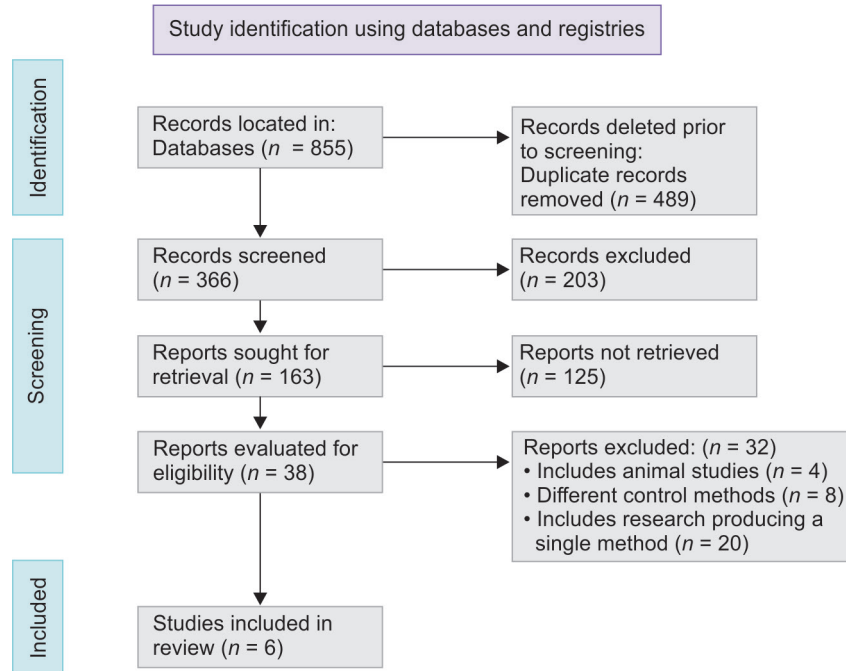 Study identification using databases and registries
Identification
Records located in:
Databases (n = 855)
Records deleted prior
to screening:
Duplicate records
removed (n = 489)
Screening
Records screened
(n = 366)
Records excluded
(n = 203)
Reports sought for
retrieval (n = 163)
Reports not retrieved
(n = 125)
Reports evaluated for
eligibility (n = 38)
Reports excluded: (n = 32)
• Includes animal studies (n = 4)
• Different control methods (n = 8)
• Includes research producing a
single method (n = 20)
Included
Studies included in
review (n = 6)